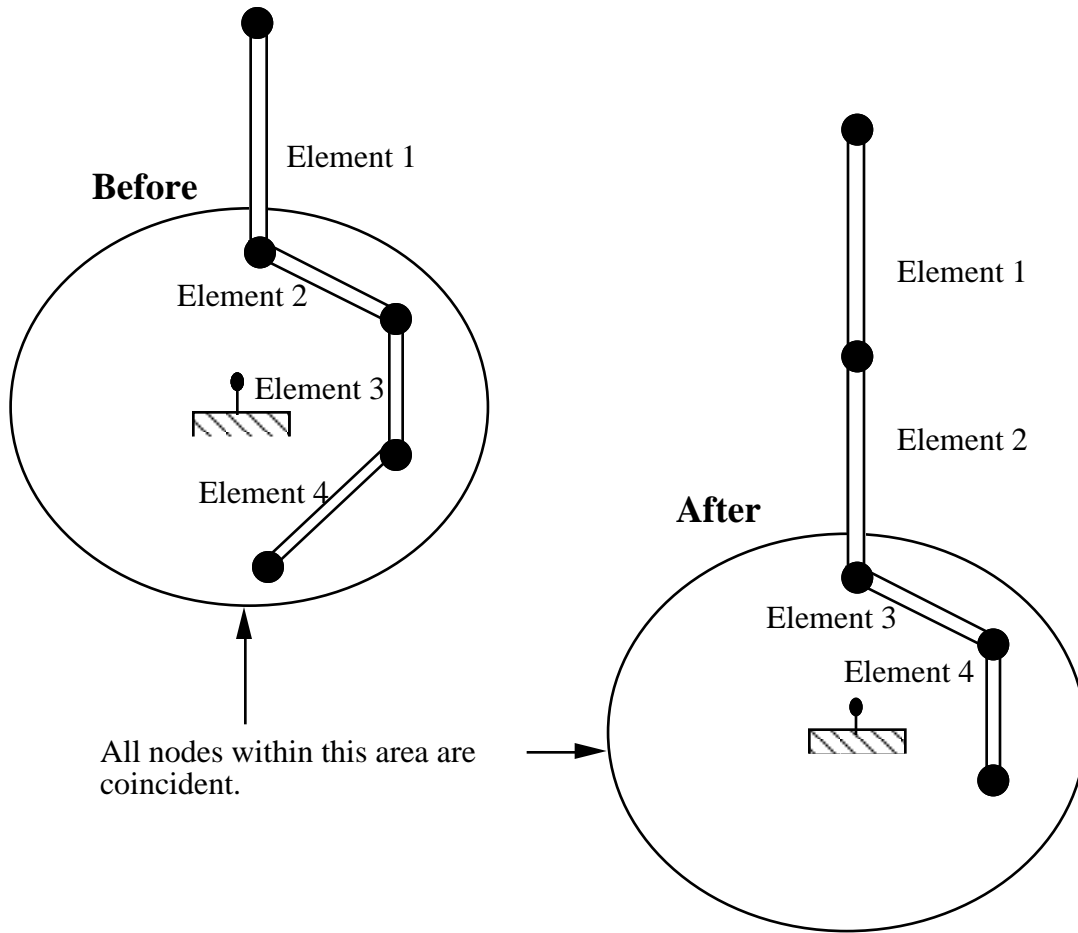 Before
Element 1
Element 2
Element 3
Element 4
All nodes within this area are
coincident.
After
Element 1
Element 2
Element 3
Element 4